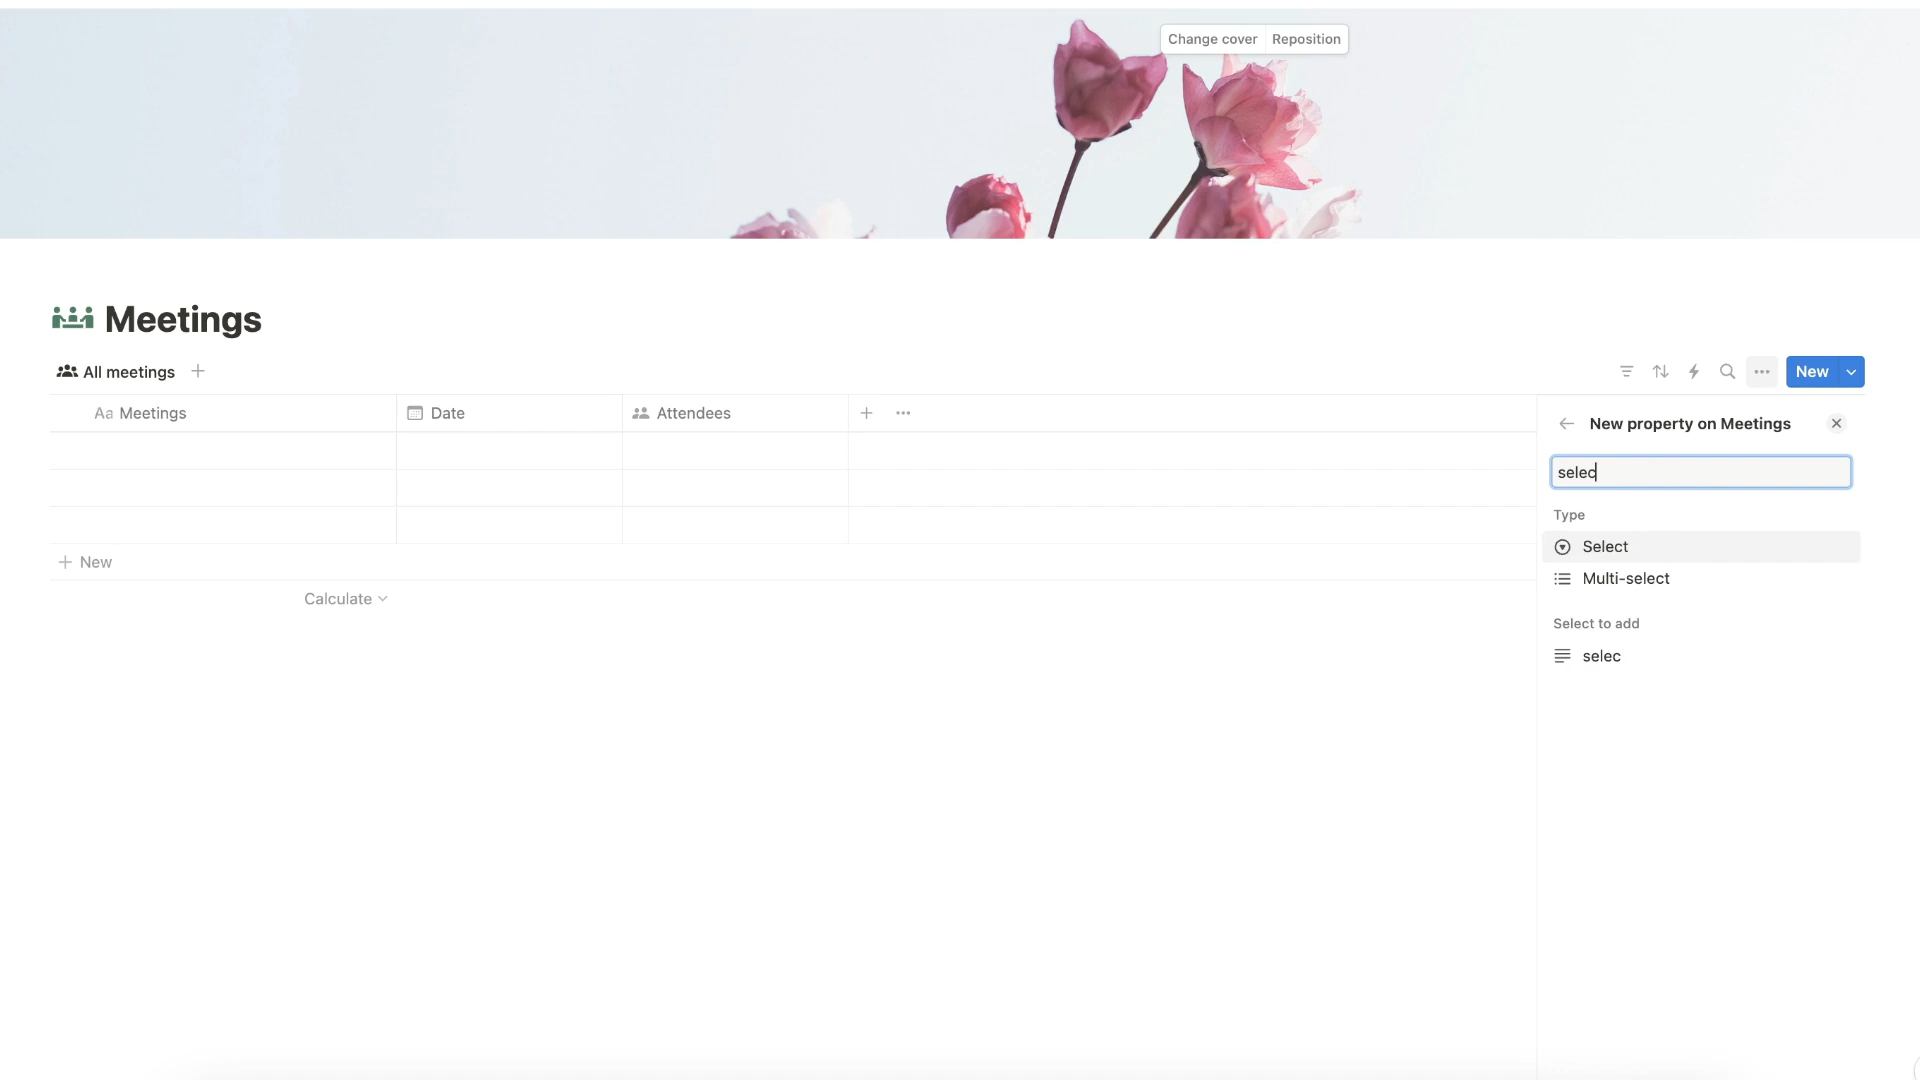 Change cover Reposition
Meetings
All meetings
New
Aa Meetings Date Attendees
New property on Meetings
selec
Type
Select
Multi-select
Select to add
selec
New
Calculate